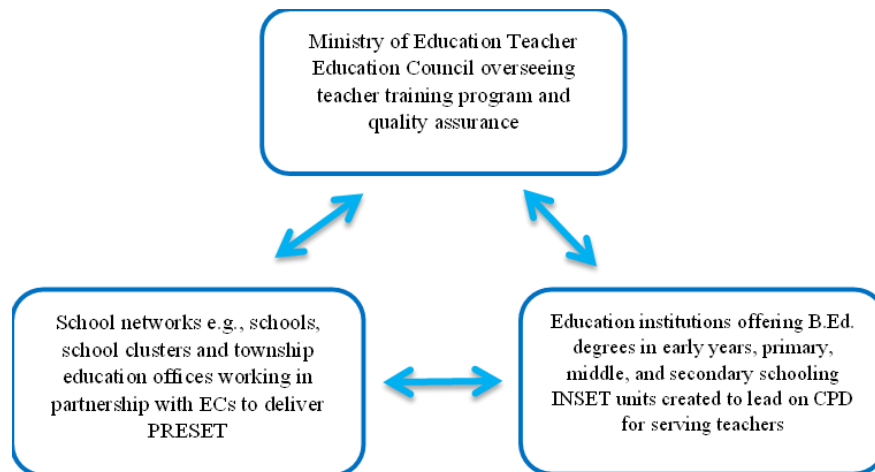 Ministry of Education Teacher
Education Council overseeing
teacher training program and
quality assurance
School networks e.g., schools,
school clusters and township
education offices working in
partnership with ECs to deliver
PRESET
Education institutions offering B.Ed.
degrees in early years, primary,
middle, and secondary schooling
INSET units created to lead on CPD
for serving teachers